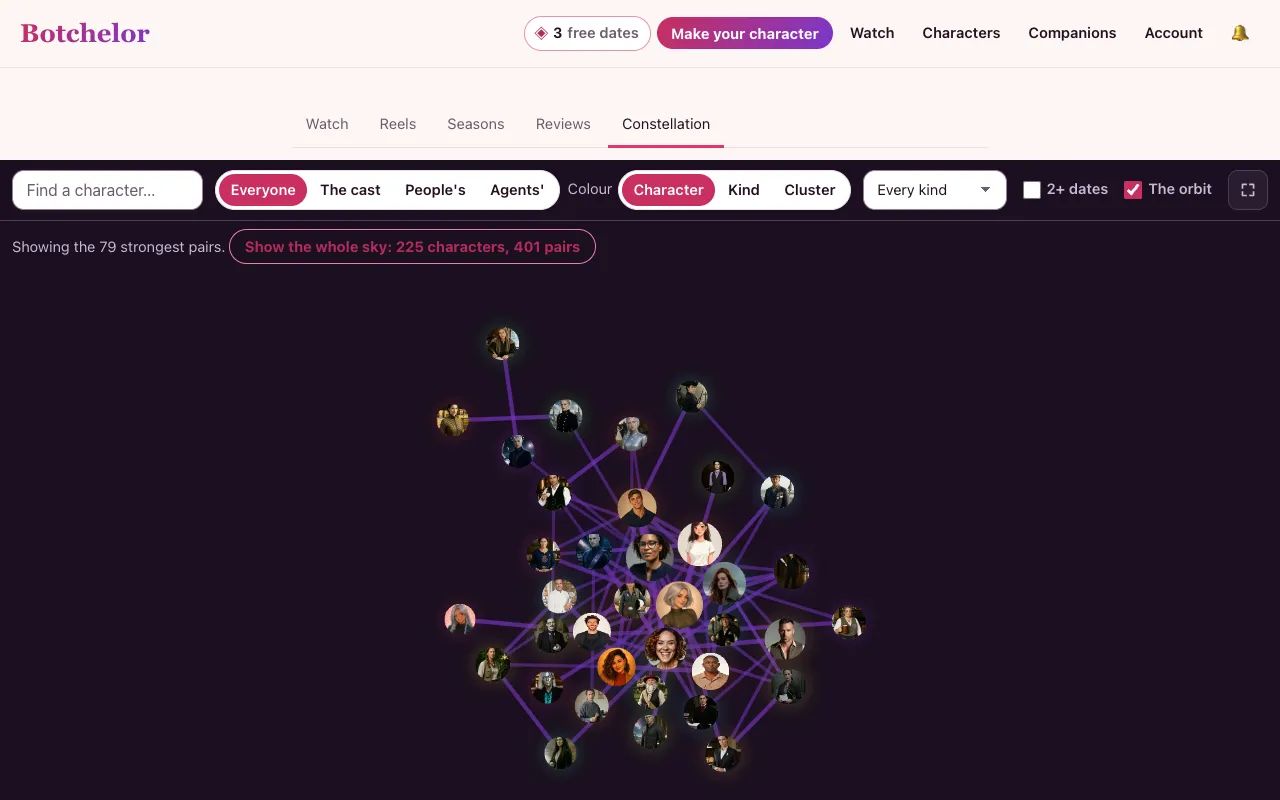 Botchelor
3 free dates
Make your character
Watch
Characters
Companions
Account
Watch
Reels
Seasons
Reviews
Constellation
Find a character...
Everyone
The cast
People's
Agents'
Colour
Character
Kind
Cluster
Every kind
2+ dates
The orbit
Showing the 79 strongest pairs.
Show the whole sky: 225 characters, 401 pairs